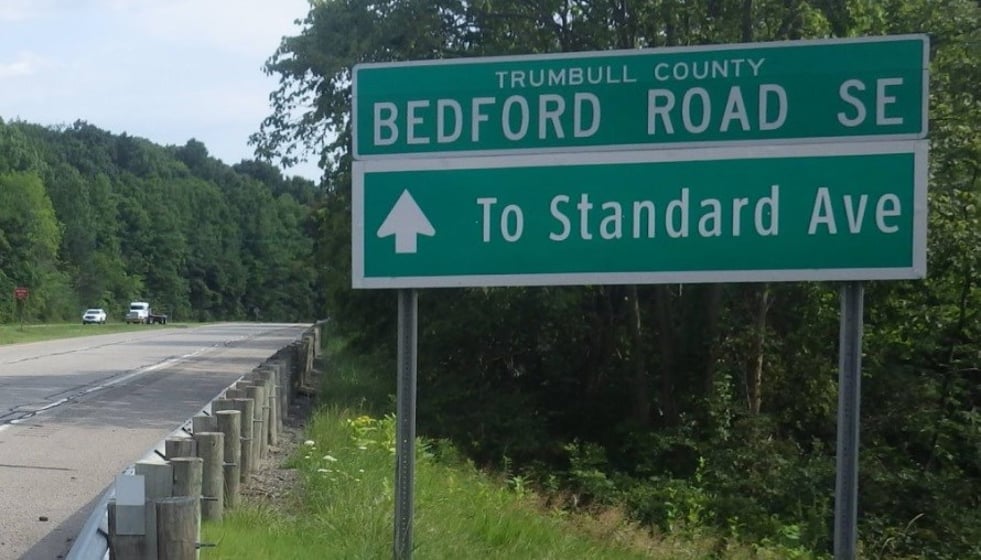 TRUMBULL COUNTY
BEDFORD ROAD SE
To Standard Ave